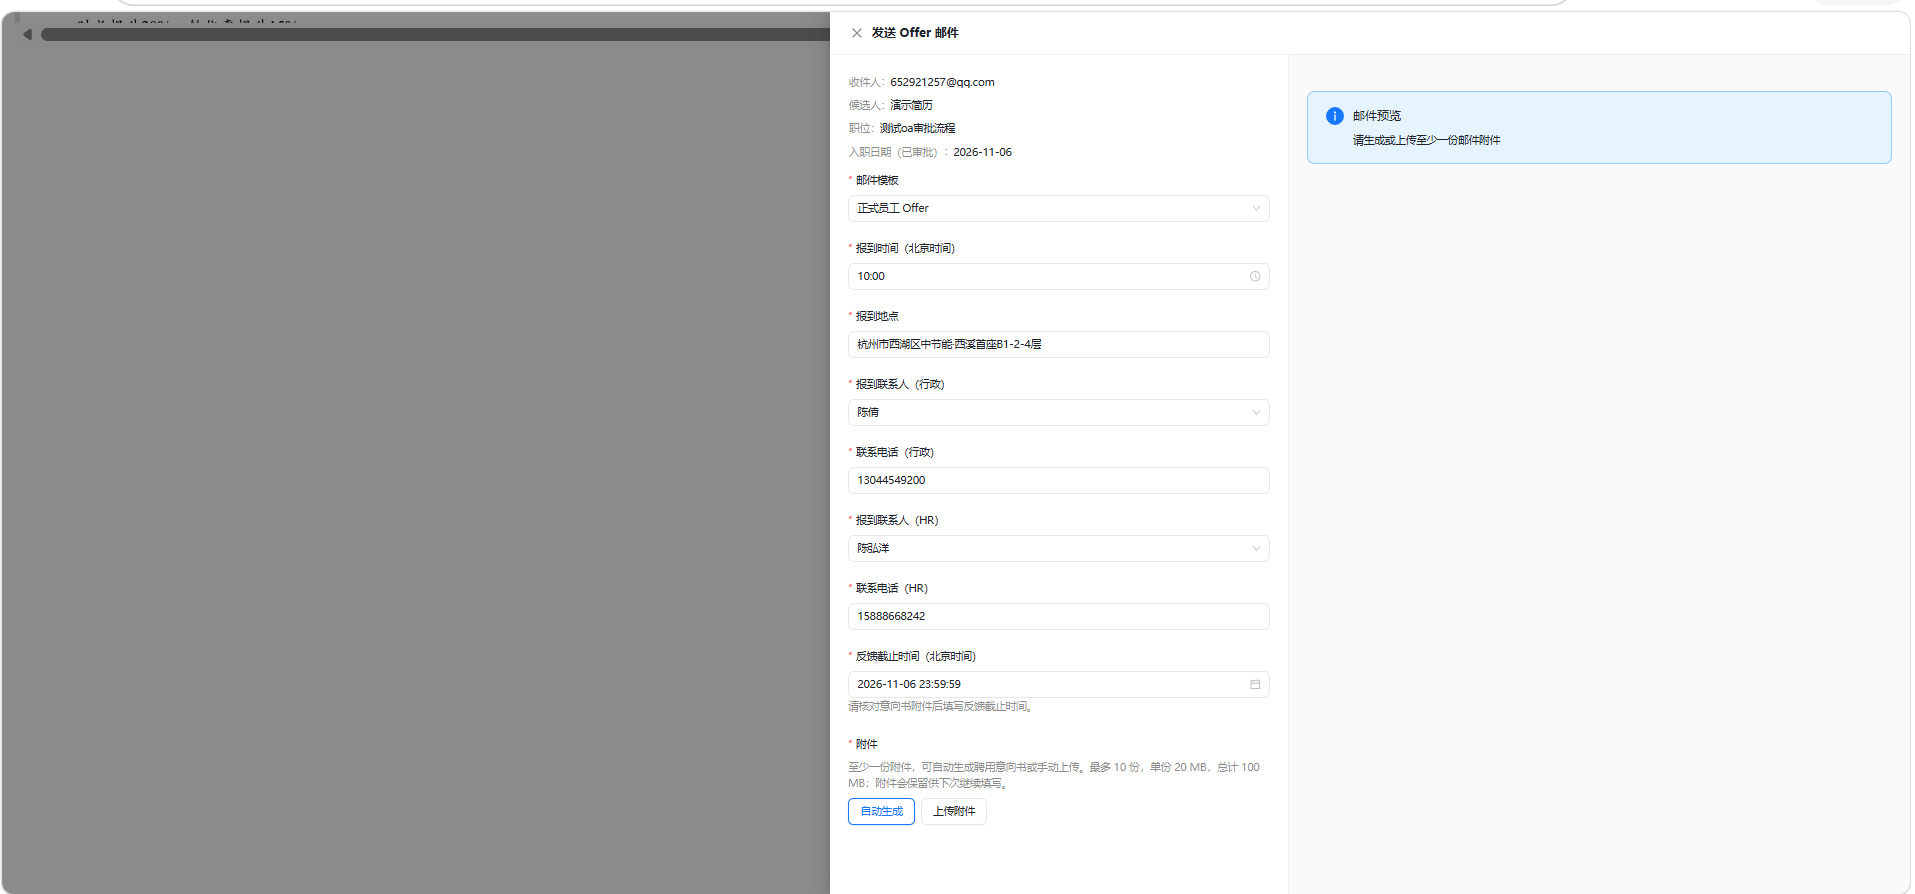 发送 Offer 邮件
收件人：652921257@qq.com
候选人：演示简历
职位：测试oa审批流程
入职日期（已审批）：2026-11-06
* 邮件模板
正式员工 Offer
* 报到时间（北京时间）
10:00
* 报到地点
杭州市西湖区中节能·西溪首座B1-2-4层
* 报到联系人（行政）
陈倩
* 联系电话（行政）
13044549200
* 报到联系人（HR）
陈弘洋
* 联系电话（HR）
15888668242
* 反馈截止时间（北京时间）
2026-11-06 23:59:59
请核对意向书附件后填写反馈截止时间。
* 附件
至少一份附件，可自动生成聘用意向书或手动上传。最多 10 份，单份 20 MB，总计 100
MB；附件会保留供下次继续填写。
自动生成
上传附件
邮件预览
请生成或上传至少一份邮件附件